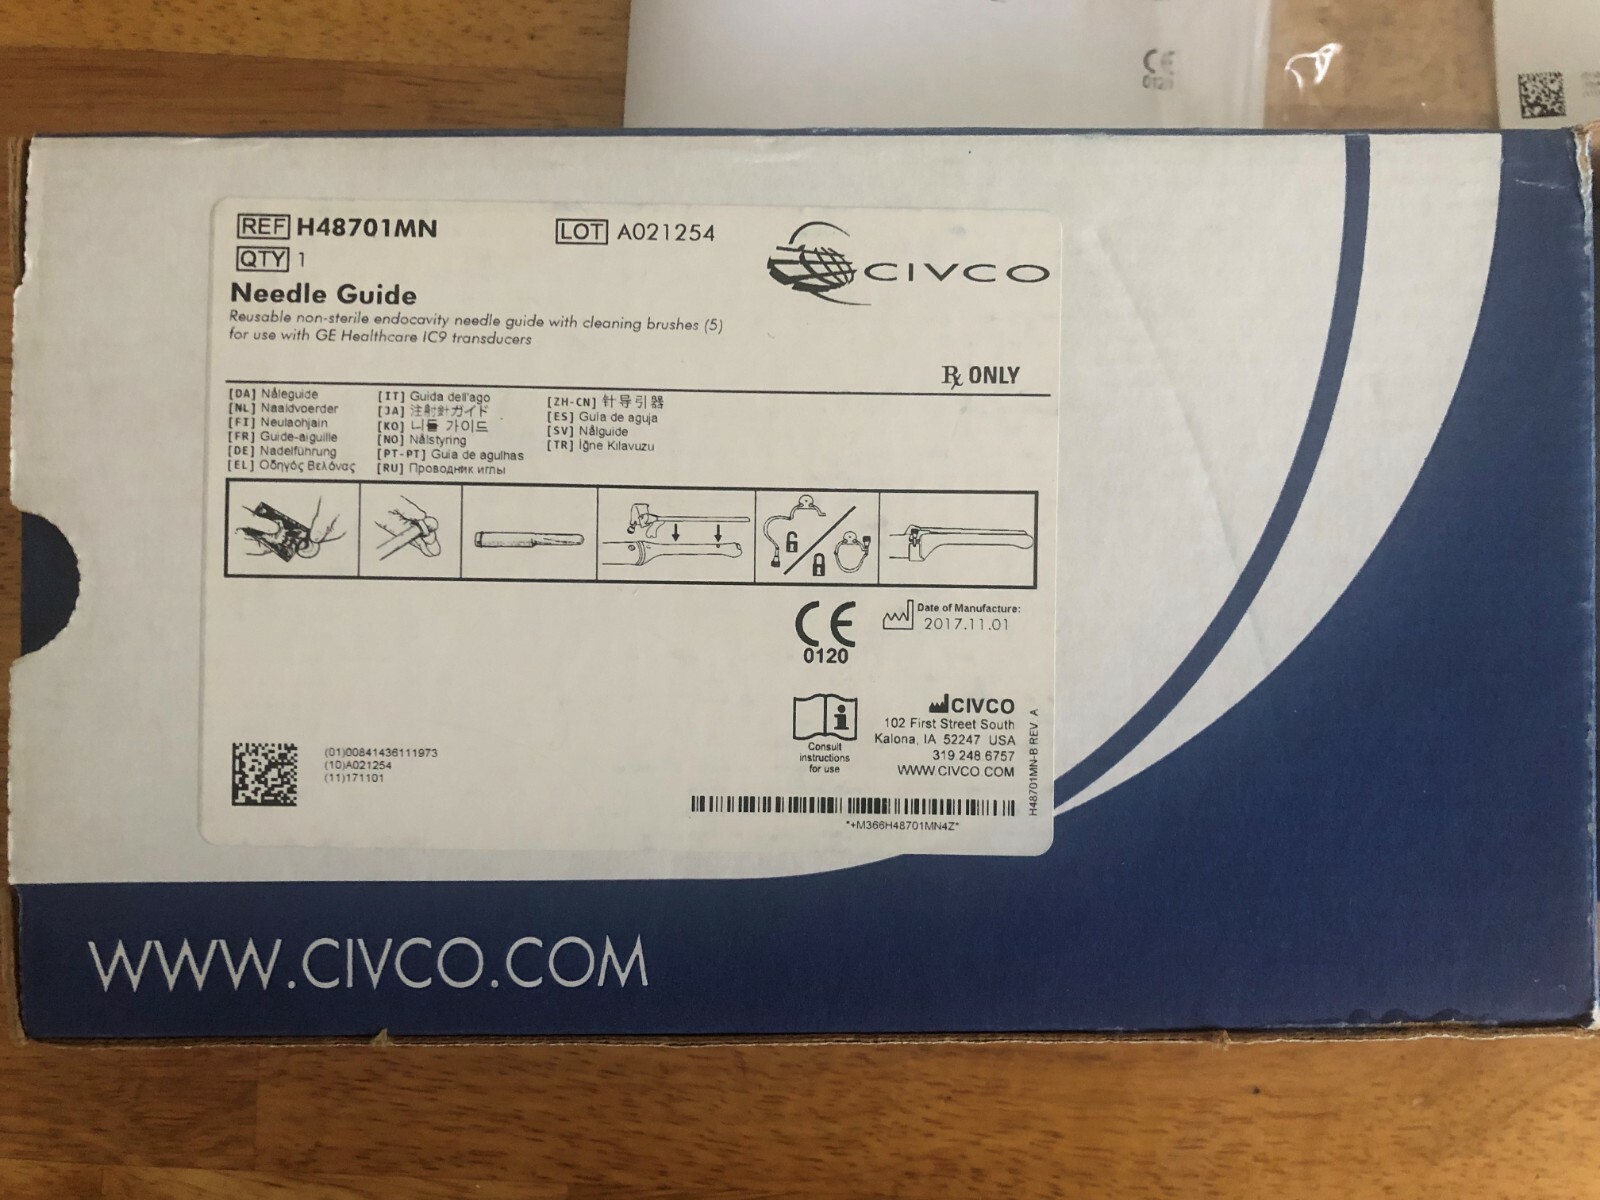 CE
0120
REF H48701MN
LOT A021254
CIVCO
QTY 1
Needle Guide
Reusable non-sterile endocavity needle guide with cleaning brushes (5)
for use with GE Healthcare IC9 transducers
Rx ONLY
[DA] Nåleguide
[NL] Naaldvoerder
[FI] Neulaohjain
[FR] Guide-aiguille
[DE] Nadelführung
[EL] Οδηγός Βελόνας
[IT] Guida dell'ago
[JA] 注射針ガイド
[KO] 니들 가이드
[NO] Nålstyring
[PT-PT] Guia de agulhas
[RU] Проводник иглы
[ZH-CN] 针导引器
[ES] Guía de aguja
[SV] Nålguide
[TR] İğne Kılavuzu
CE
0120
Date of Manufacture:
2017.11.01
Consult
instructions
for use
CIVCO
102 First Street South
Kalona, IA 52247 USA
319.248.6757
WWW.CIVCO.COM
H48701MN-B REV A
(01)00841436111973
(10)A021254
(11)171101
*+M366H48701MN4Z*
WWW.CIVCO.COM